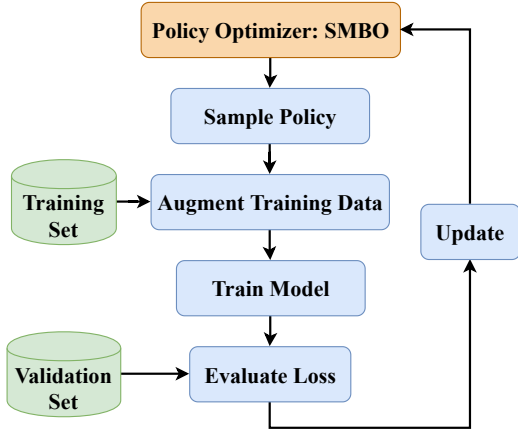 Policy Optimizer: SMBO
Sample Policy
Training
Set
Augment Training Data
Update
Train Model
Validation
Set
Evaluate Loss